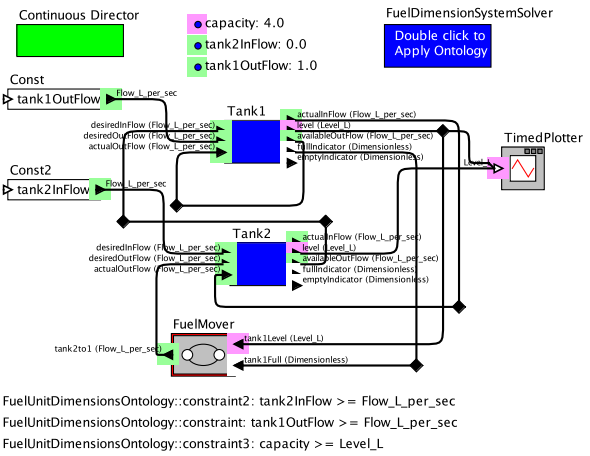 Continuous Director
capacity: 4.0
tank2InFlow: 0.0
tank1OutFlow: 1.0
FuelDimensionSystemSolver
Double click to
Apply Ontology
Const
tank1OutFlow
Flow_L_per_sec
Tank1
desiredInFlow (Flow_L_per_sec)
desiredOutFlow (Flow_L_per_sec)
actualOutFlow (Flow_L_per_sec)
actualInFlow (Flow_L_per_sec)
level (Level_L)
availableOutFlow (Flow_L_per_sec)
fullIndicator (Dimensionless)
emptyIndicator (Dimensionless)
TimedPlotter
Level_L
Const2
tank2InFlow
Flow_L_per_sec
Tank2
desiredInFlow (Flow_L_per_sec)
desiredOutFlow (Flow_L_per_sec)
actualOutFlow (Flow_L_per_sec)
actualInFlow (Flow_L_per_sec)
level (Level_L)
availableOutFlow (Flow_L_per_sec)
fullIndicator (Dimensionless)
emptyIndicator (Dimensionless)
FuelMover
tank2to1 (Flow_L_per_sec)
tank1Level (Level_L)
tank1Full (Dimensionless)
FuelUnitDimensionsOntology::constraint2: tank2InFlow >= Flow_L_per_sec
FuelUnitDimensionsOntology::constraint: tank1OutFlow >= Flow_L_per_sec
FuelUnitDimensionsOntology::constraint3: capacity >= Level_L